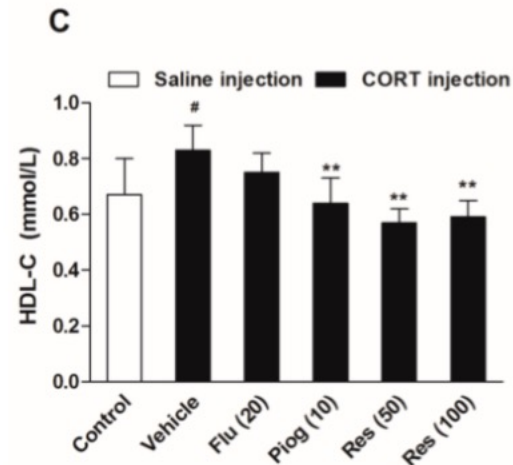 C
Saline injection CORT injection
HDL-C (mmol/L)
1.0
0.8
0.6
0.4
0.2
0.0
#
**
**
**
Control
Vehicle
Flu (20)
Piog (10)
Res (50)
Res (100)